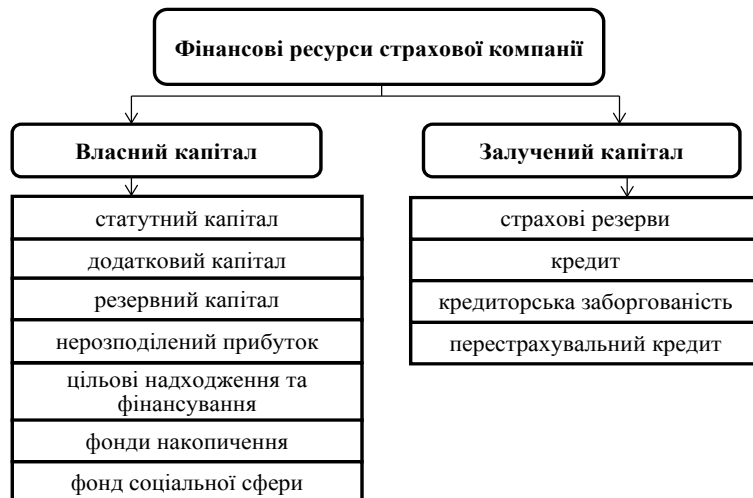 Фінансові ресурси страхової компанії
Власний капітал
статутний капітал
додатковий капітал
резервний капітал
нерозподілений прибуток
цільові надходження та
фінансування
фонди накопичення
фонд соціальної сфери
Залучений капітал
страхові резерви
кредит
кредиторська заборгованість
перестрахувальний кредит